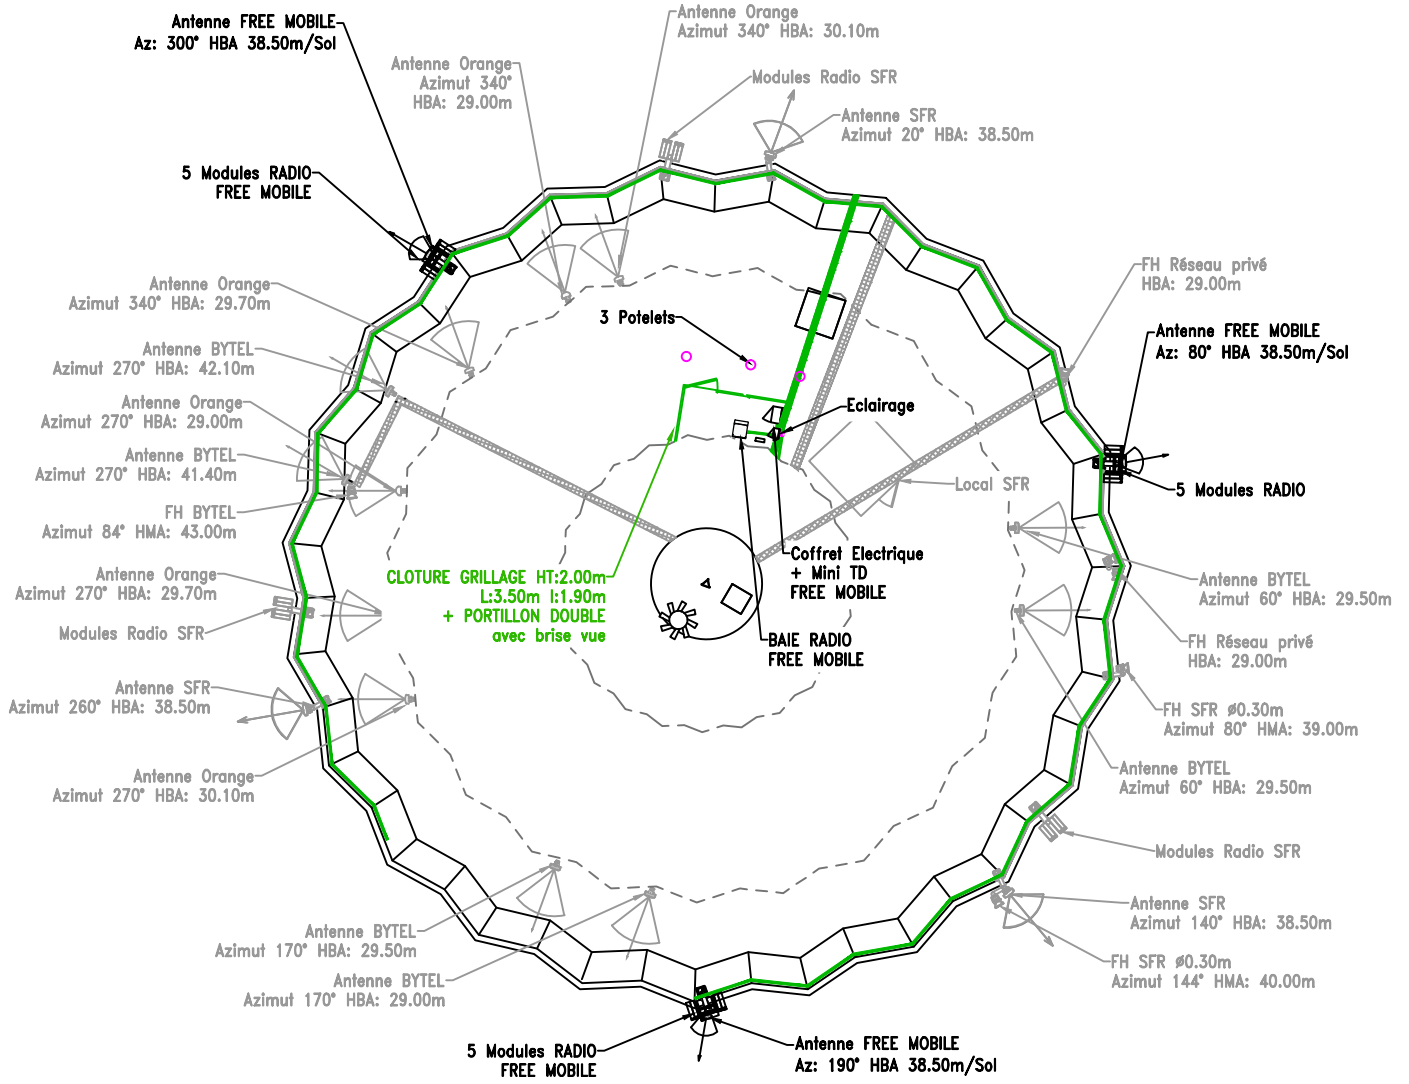 Antenne FREE MOBILE
Az: 300° HBA 38.50m/Sol
Antenne Orange
Azimut 340° HBA: 30.10m
Antenne Orange
Azimut 340°
HBA: 29.00m
Modules Radio SFR
Antenne SFR
Azimut 20° HBA: 38.50m
5 Modules RADIO
FREE MOBILE
Antenne Orange
Azimut 340° HBA: 29.70m
FH Réseau privé
HBA: 29.00m
3 Potelets
Antenne FREE MOBILE
Az: 80° HBA 38.50m/Sol
Antenne BYTEL
Azimut 270° HBA: 42.10m
Antenne Orange
Azimut 270° HBA: 29.00m
Eclairage
Antenne BYTEL
Azimut 270° HBA: 41.40m
Local SFR
5 Modules RADIO
FH BYTEL
Azimut 84° HMA: 43.00m
Coffret Electrique
+ Mini TD
FREE MOBILE
Antenne Orange
Azimut 270° HBA: 29.70m
CLOTURE GRILLAGE HT:2.00m
L:3.50m l:1.90m
+ PORTILLON DOUBLE
avec brise vue
Antenne BYTEL
Azimut 60° HBA: 29.50m
Modules Radio SFR
BAIE RADIO
FREE MOBILE
FH Réseau privé
HBA: 29.00m
Antenne SFR
Azimut 260° HBA: 38.50m
FH SFR ø0.30m
Azimut 80° HMA: 39.00m
Antenne Orange
Azimut 270° HBA: 30.10m
Antenne BYTEL
Azimut 60° HBA: 29.50m
Modules Radio SFR
Antenne SFR
Azimut 140° HBA: 38.50m
Antenne BYTEL
Azimut 170° HBA: 29.50m
FH SFR ø0.30m
Azimut 144° HMA: 40.00m
Antenne BYTEL
Azimut 170° HBA: 29.00m
5 Modules RADIO
FREE MOBILE
Antenne FREE MOBILE
Az: 190° HBA 38.50m/Sol